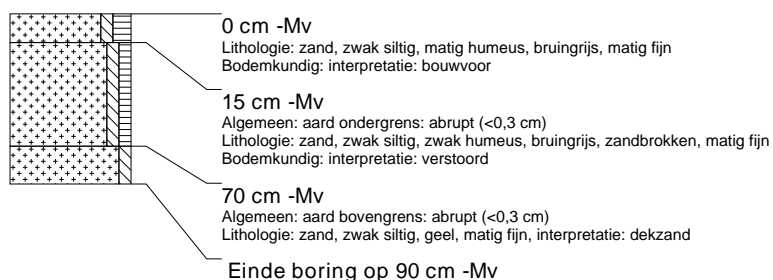 0 cm -Mv
Lithologie: zand, zwak siltig, matig humeus, bruingrijs, matig fijn
Bodemkundig: interpretatie: bouwvoor
15 cm -Mv
Algemeen: aard ondergrens: abrupt (<0,3 cm)
Lithologie: zand, zwak siltig, zwak humeus, bruingrijs, zandbrokken, matig fijn
Bodemkundig: interpretatie: verstoord
70 cm -Mv
Algemeen: aard bovengrens: abrupt (<0,3 cm)
Lithologie: zand, zwak siltig, geel, matig fijn, interpretatie: dekzand
Einde boring op 90 cm -Mv